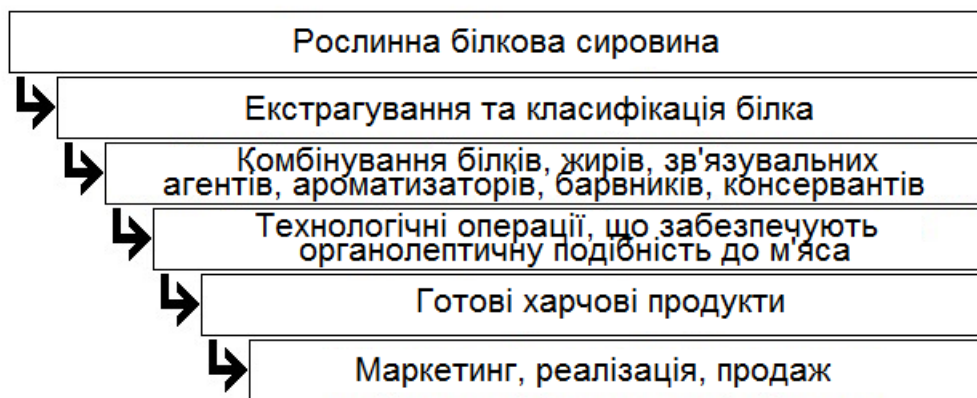 Рослинна білкова сировина
Екстрагування та класифікація білка
Комбінування білків, жирів, зв'язувальних
агентів, ароматизаторів, барвників, консервантів
Технологічні операції, що забезпечують
органолептичну подібність до м'яса
Готові харчові продукти
Маркетинг, реалізація, продаж